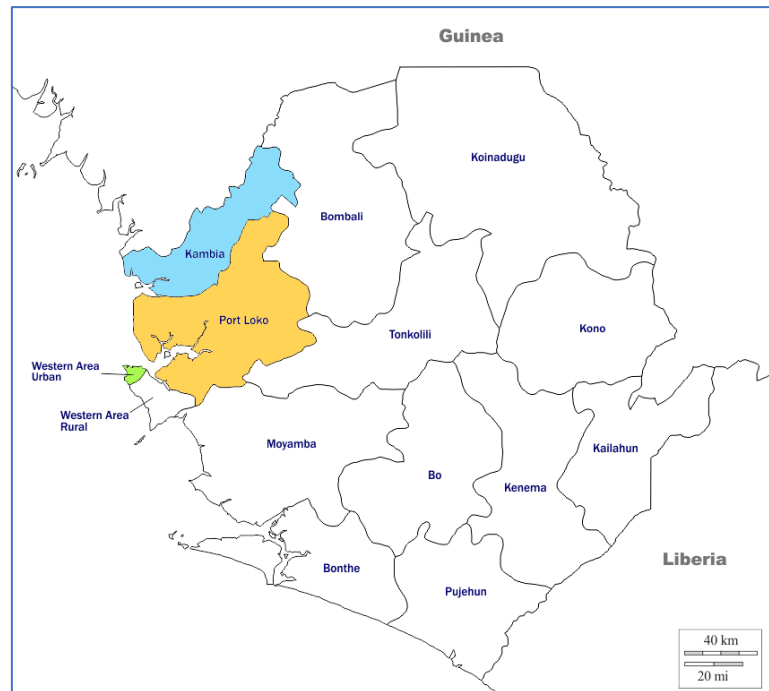 Guinea
Koinadugu
Bombali
Kambia
Port Loko
Kono
Tonkolili
Western Area
Urban
Western Area
Rural
Moyamba
Kailahun
Bo
Kenema
Bonthe
Liberia
Pujehun
40 km
20 mi